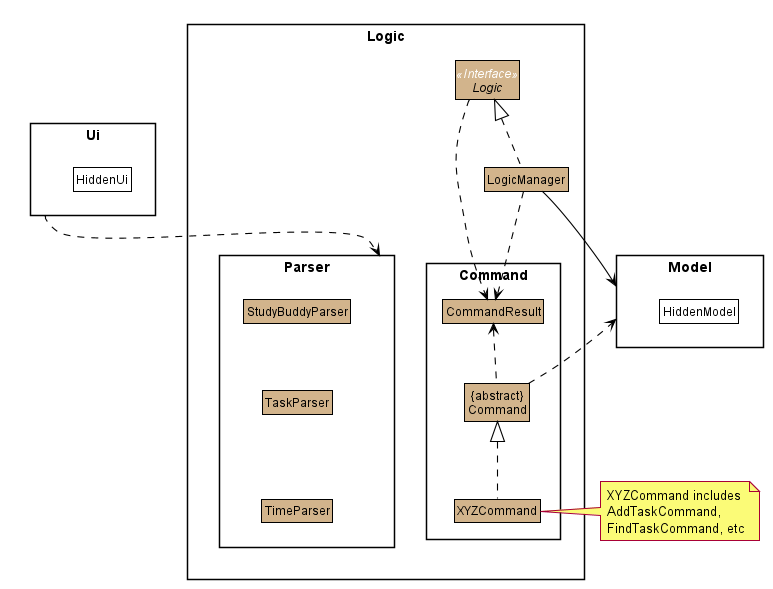 Logic
«Interface»
Logic
Ui
HiddenUi
LogicManager
Parser
Command
Model
StudyBuddyParser
CommandResult
HiddenModel
TaskParser
{abstract}
Command
TimeParser
XYZCommand
XYZCommand includes
AddTaskCommand,
FindTaskCommand, etc